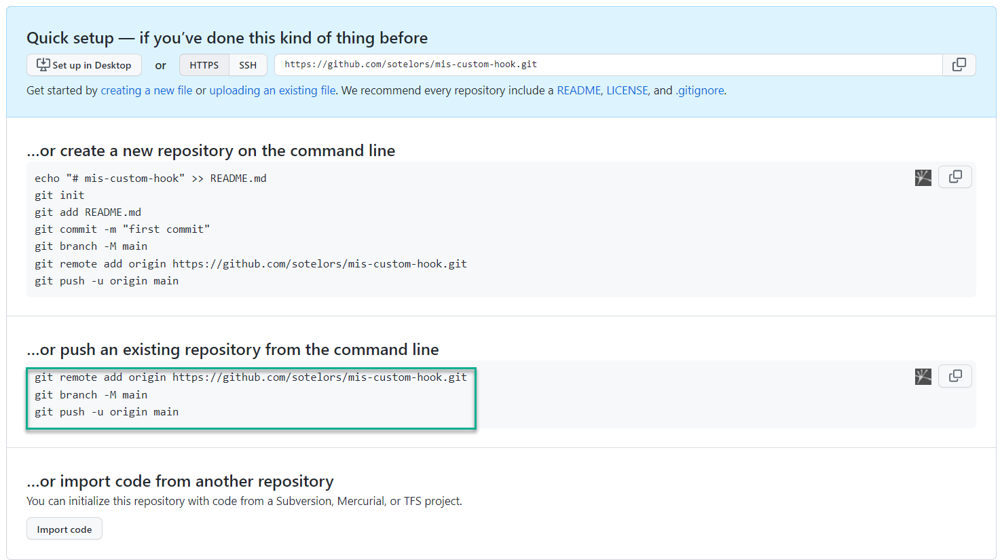 Quick setup — if you’ve done this kind of thing before
Set up in Desktop or HTTPS SSH https://github.com/sotelors/mis-custom-hook.git
Get started by creating a new file or uploading an existing file. We recommend every repository include a README, LICENSE, and .gitignore.
…or create a new repository on the command line
echo "# mis-custom-hook" >> README.md
git init
git add README.md
git commit -m "first commit"
git branch -M main
git remote add origin https://github.com/sotelors/mis-custom-hook.git
git push -u origin main
…or push an existing repository from the command line
git remote add origin https://github.com/sotelors/mis-custom-hook.git
git branch -M main
git push -u origin main
…or import code from another repository
You can initialize this repository with code from a Subversion, Mercurial, or TFS project.
Import code